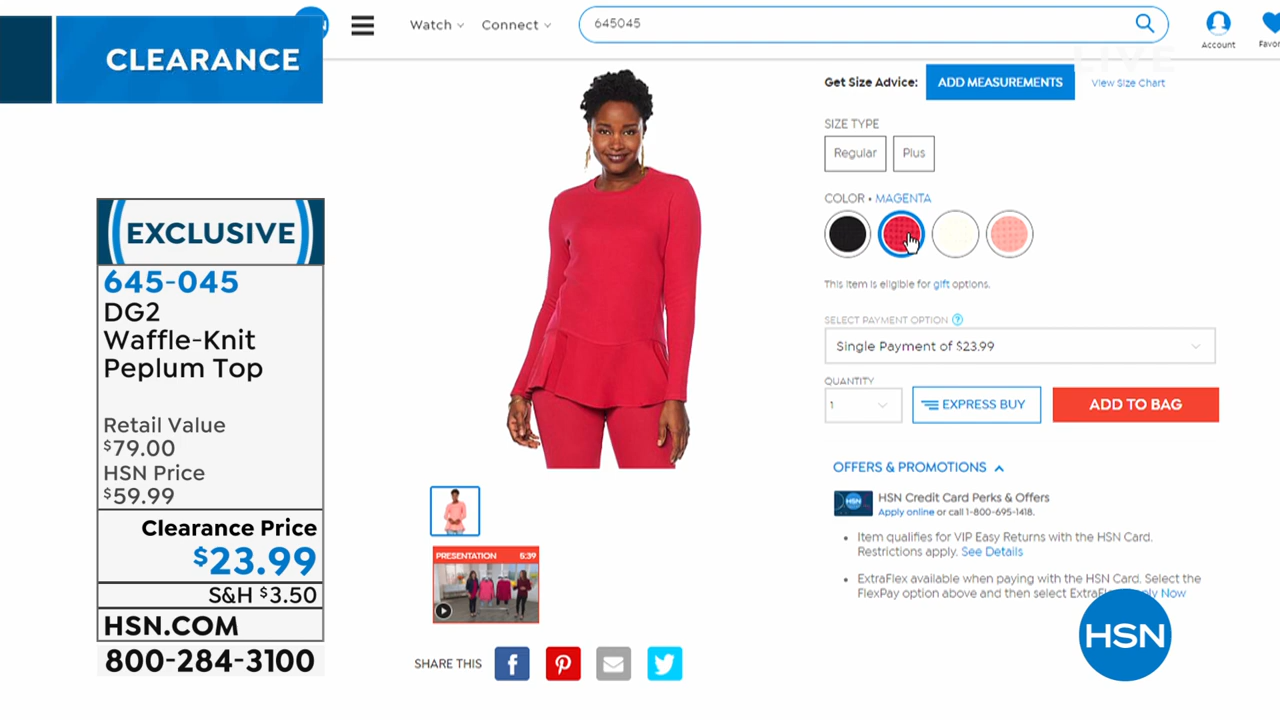 CLEARANCE
Watch
Connect
645045
Account
LIVE
EXCLUSIVE
645-045
DG2
Waffle-Knit
Peplum Top
Retail Value
$79.00
HSN Price
$59.99
Clearance Price
$23.99
S&H $3.50
HSN.COM
800-284-3100
PRESENTATION 5:39
SHARE THIS
Get Size Advice: ADD MEASUREMENTS View Size Chart
SIZE TYPE
Regular Plus
COLOR • MAGENTA
This item is eligible for gift options.
SELECT PAYMENT OPTION ?
Single Payment of $23.99
QUANTITY
1 EXPRESS BUY ADD TO BAG
OFFERS & PROMOTIONS
HSN HSN Credit Card Perks & Offers
Apply online or call 1-800-695-1418.
• Item qualifies for VIP Easy Returns with the HSN Card.
Restrictions apply. See Details
• ExtraFlex available when paying with the HSN Card. Select the
FlexPay option above and then select Now
HSN